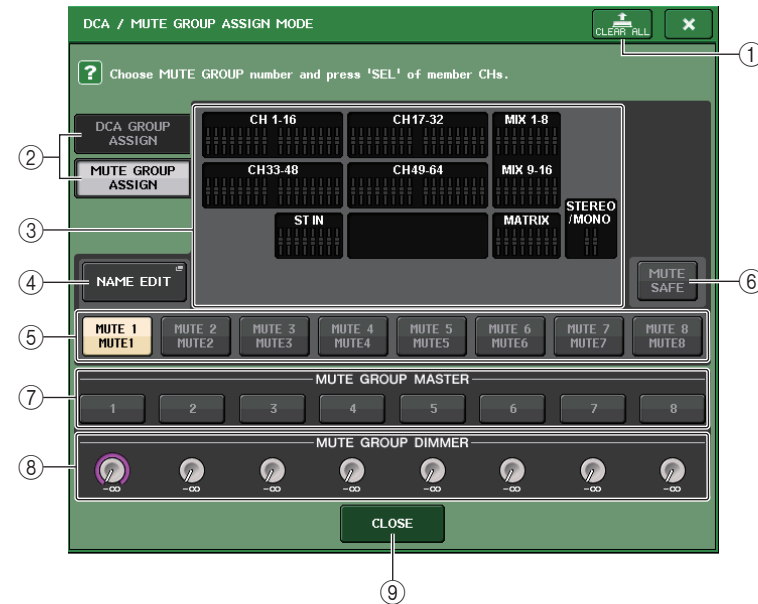 DCA / MUTE GROUP ASSIGN MODE
CLEAR ALL
①
? Choose MUTE GROUP number and press 'SEL' of member CHs.
②
DCA GROUP
ASSIGN
MUTE GROUP
ASSIGN
CH 1-16
CH17-32
MIX 1-8
CH33-48
CH49-64
MIX 9-16
③
ST IN
MATRIX
STEREO
/MONO
④
NAME EDIT
MUTE
SAFE
⑥
⑤
MUTE 1
MUTE1
MUTE 2
MUTE2
MUTE 3
MUTE3
MUTE 4
MUTE4
MUTE 5
MUTE5
MUTE 6
MUTE6
MUTE 7
MUTE7
MUTE 8
MUTE8
⑦
MUTE GROUP MASTER
1 2 3 4 5 6 7 8
⑧
MUTE GROUP DIMMER
-∞ -∞ -∞ -∞ -∞ -∞ -∞ -∞
CLOSE
⑨